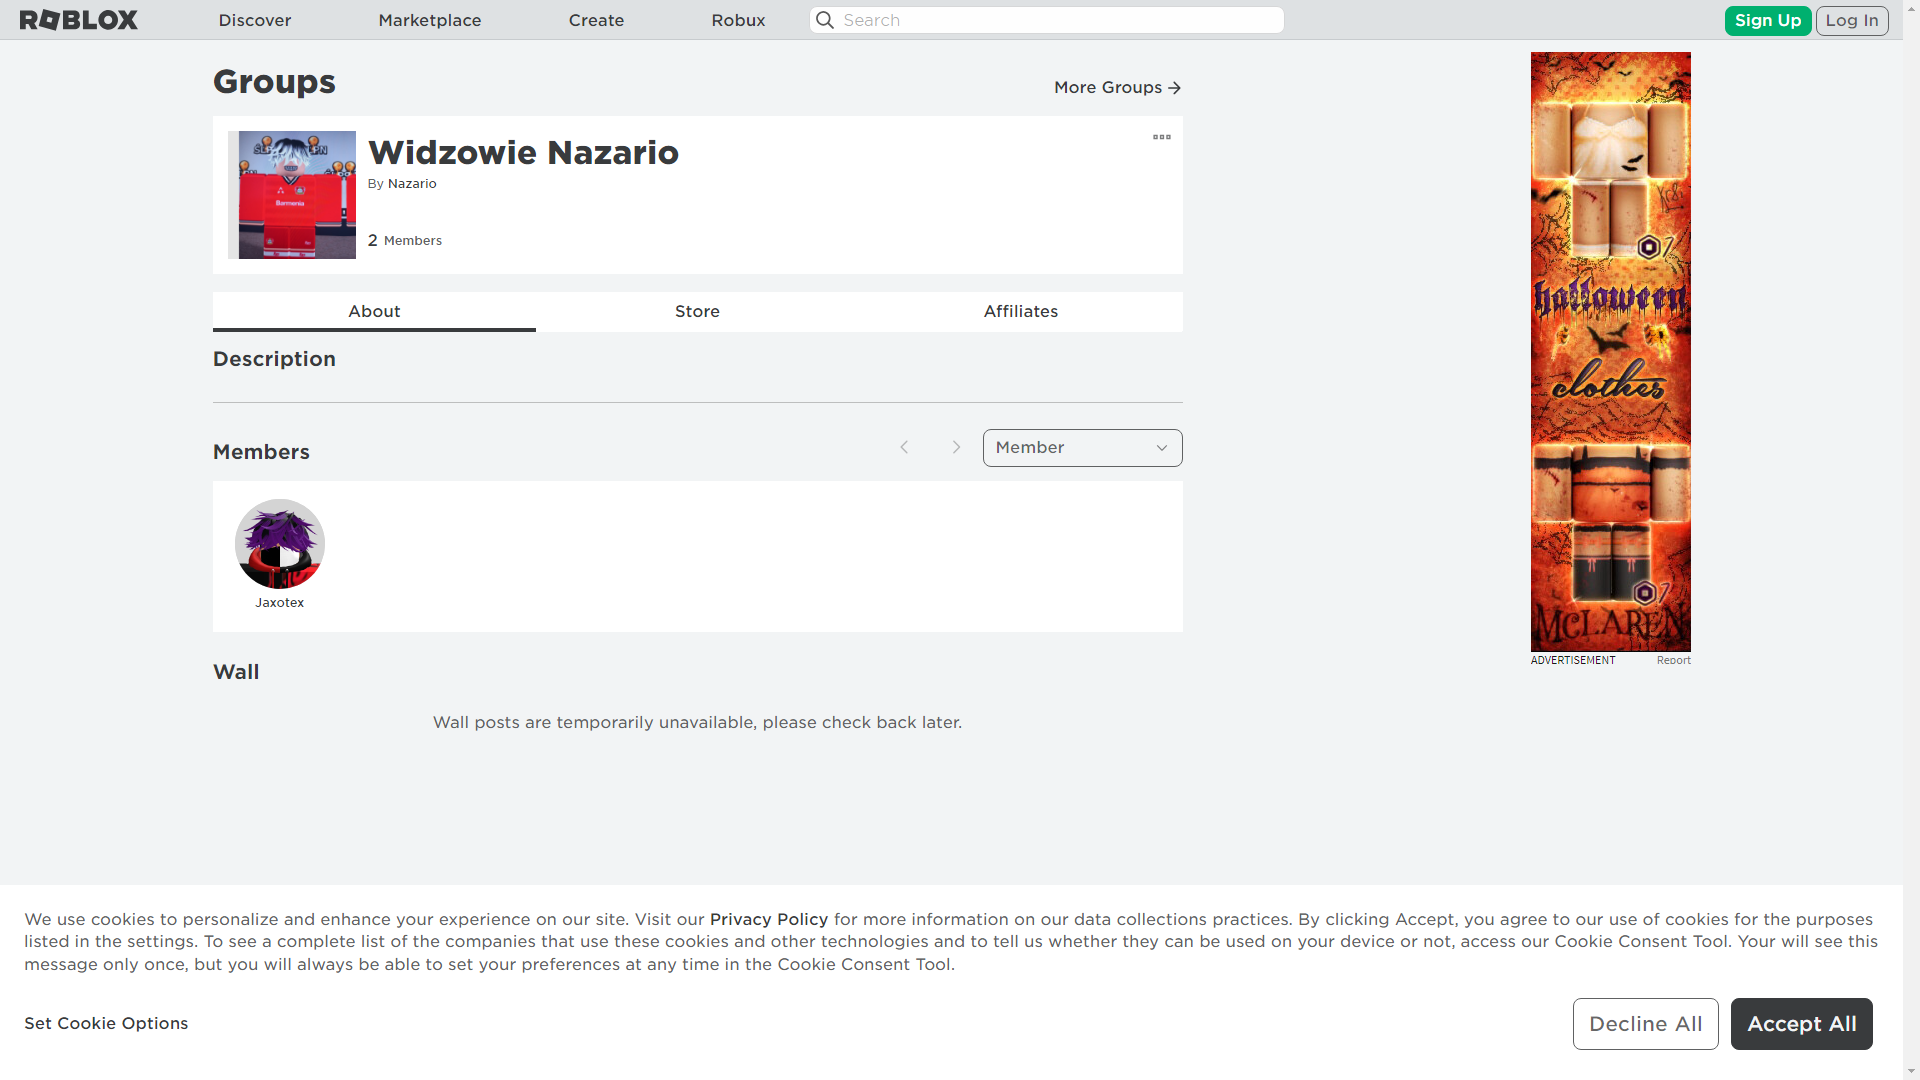 ROBLOX
Discover
Marketplace
Create
Robux
Search
Sign Up
Log In
Groups
More Groups
Widzowie Nazario
By Nazario
2 Members
Barmenia
About
Store
Affiliates
Description
Members
Member
Jaxotex
Wall
Wall posts are temporarily unavailable, please check back later.
7
halloween
clothes
7
MCLAREN
ADVERTISEMENT
Report
We use cookies to personalize and enhance your experience on our site. Visit our Privacy Policy for more information on our data collections practices. By clicking Accept, you agree to our use of cookies for the purposes
listed in the settings. To see a complete list of the companies that use these cookies and other technologies and to tell us whether they can be used on your device or not, access our Cookie Consent Tool. Your will see this
message only once, but you will always be able to set your preferences at any time in the Cookie Consent Tool.
Set Cookie Options
Decline All
Accept All